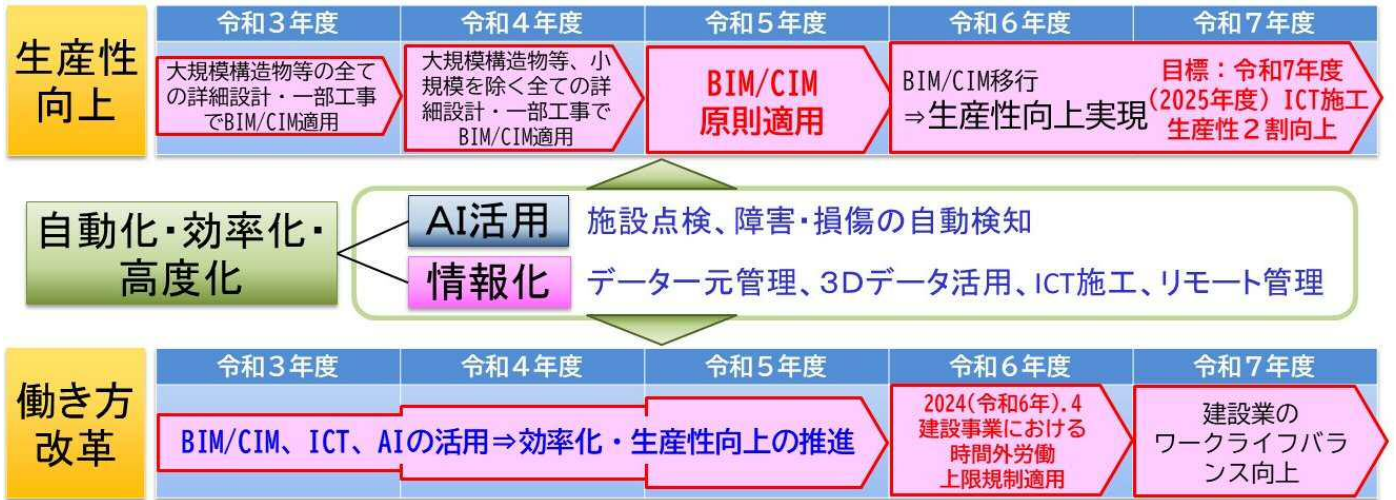 生産性
向上
令和3年度
令和4年度
令和5年度
令和6年度
令和7年度
大規模構造物等の全て
の詳細設計・一部工事
でBIM/CIM適用
大規模構造物等、小
規模を除く全ての詳
細設計・一部工事で
BIM/CIM適用
BIM/CIM
原則適用
BIM/CIM移行
⇒生産性向上実現
目標：令和7年度
(2025年度) ICT施工
生産性２割向上
自動化・効率化・
高度化
AI活用
施設点検、障害・損傷の自動検知
情報化
データー元管理、３Dデータ活用、ICT施工、リモート管理
働き方
改革
令和3年度
令和4年度
令和5年度
令和6年度
令和7年度
BIM/CIM、ICT、AIの活用⇒効率化・生産性向上の推進
2024(令和6年).4
建設事業における
時間外労働
上限規制適用
建設業の
ワークライフバラ
ンス向上